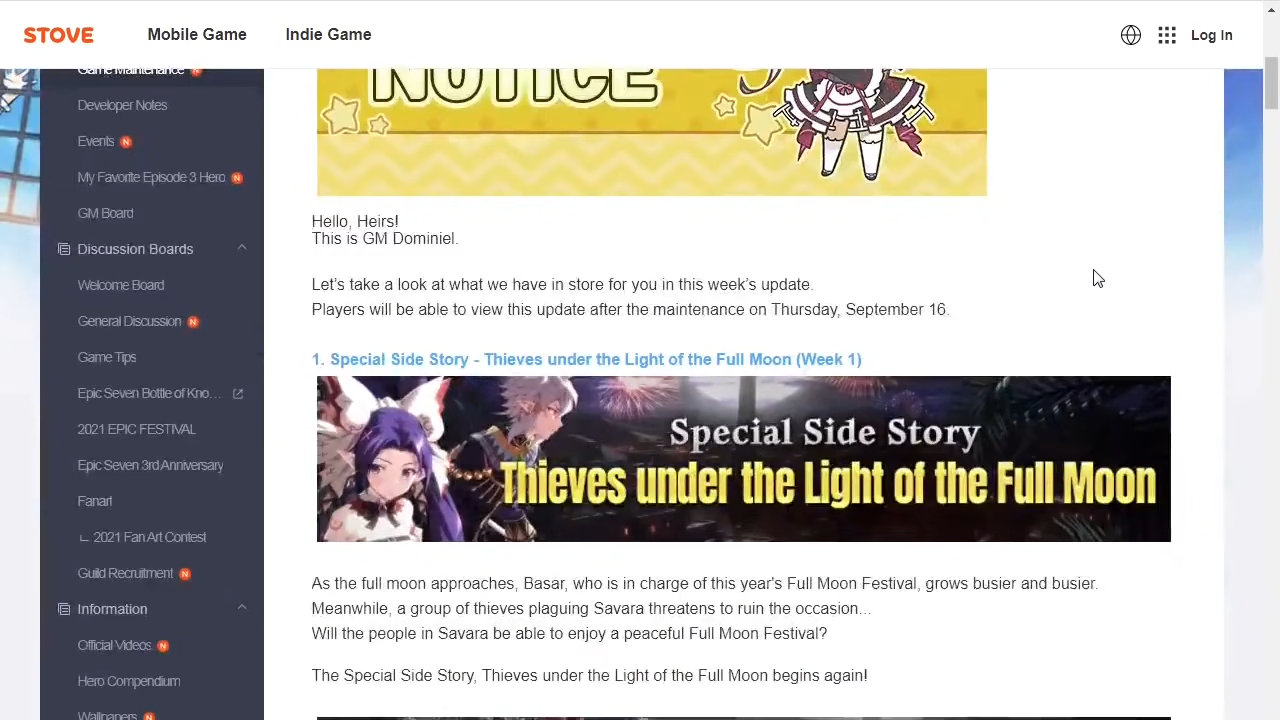 STOVE
Mobile Game
Indie Game
Log In
Game Maintenance N
Developer Notes
Events N
My Favorite Episode 3 Hero N
GM Board
Discussion Boards
Welcome Board
General Discussion N
Game Tips
Epic Seven Bottle of Kno...
2021 EPIC FESTIVAL
Epic Seven 3rd Anniversary
Fanart
ㄴ 2021 Fan Art Contest
Guild Recruitment N
Information
Official Videos N
Hero Compendium
Wallpapers N
NOTICE
Hello, Heirs!
This is GM Dominiel.
Let's take a look at what we have in store for you in this week's update.
Players will be able to view this update after the maintenance on Thursday, September 16.
1. Special Side Story - Thieves under the Light of the Full Moon (Week 1)
Special Side Story
Thieves under the Light of the Full Moon
As the full moon approaches, Basar, who is in charge of this year's Full Moon Festival, grows busier and busier.
Meanwhile, a group of thieves plaguing Savara threatens to ruin the occasion...
Will the people in Savara be able to enjoy a peaceful Full Moon Festival?
The Special Side Story, Thieves under the Light of the Full Moon begins again!